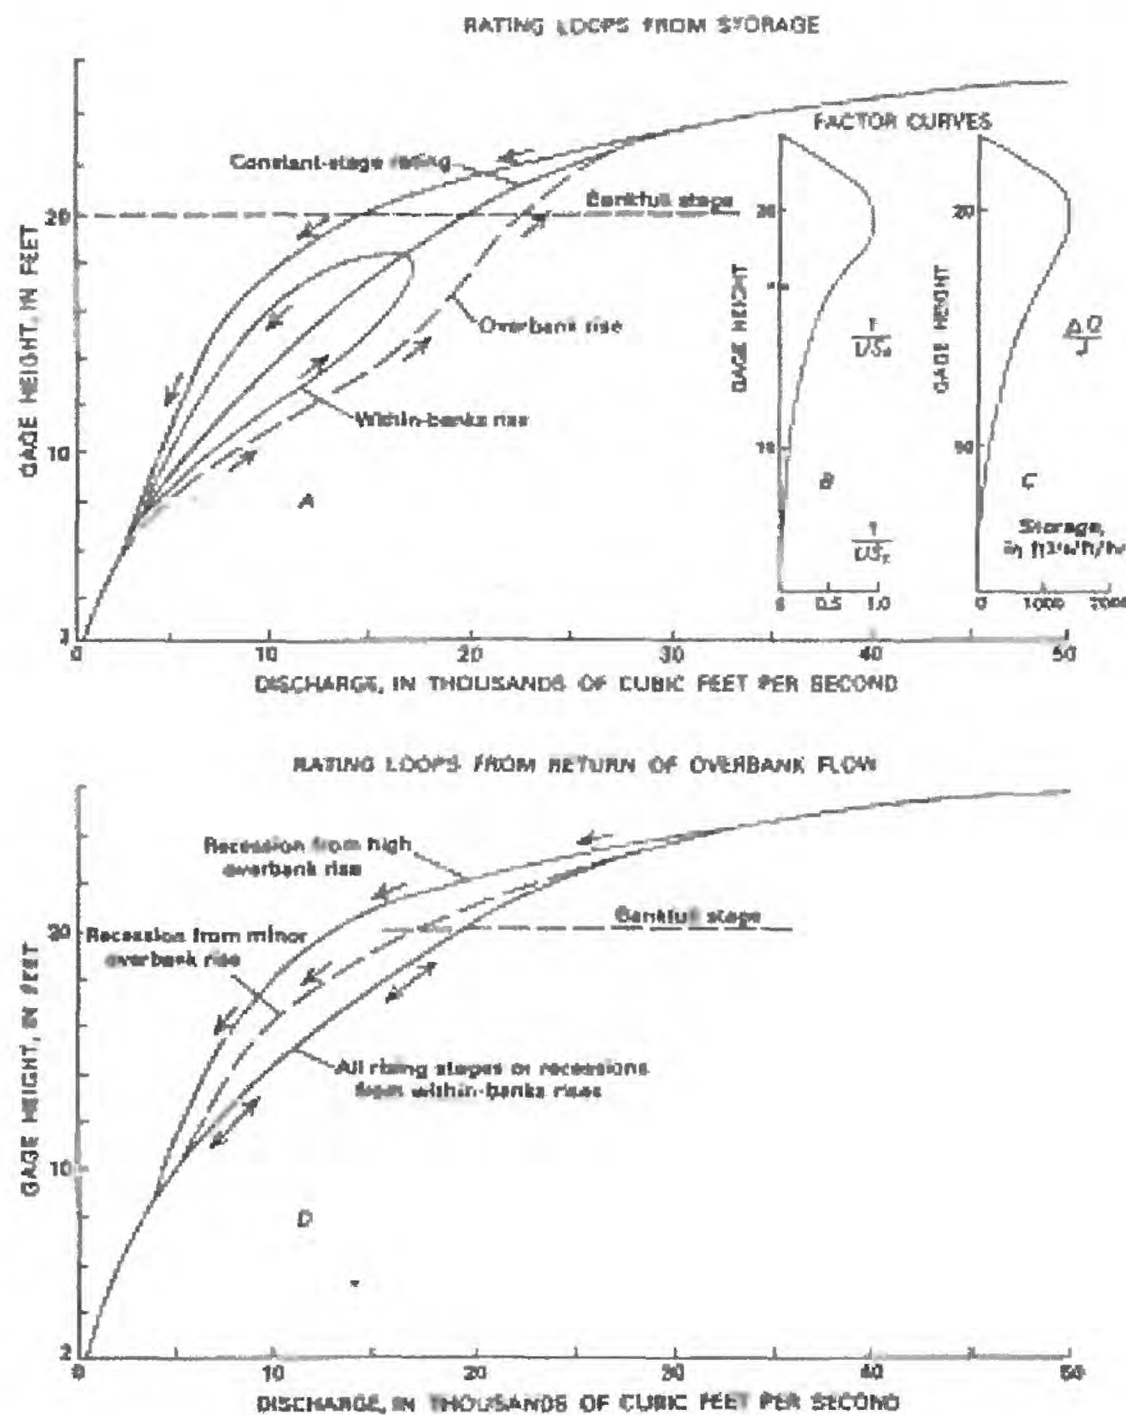 RATING LOOPS FROM STORAGE
FACTOR CURVES
Constant-stage rating
Bankfull stage
20
20
20
GAGE HEIGHT, IN FEET
GAGE HEIGHT
GAGE HEIGHT
Overbank rise
Within-banks rise
10
10
10
A
B
C
Storage,
0
10
20
30
40
50
0
0.5
1.0
0
1000
2000
DISCHARGE, IN THOUSANDS OF CUBIC FEET PER SECOND
RATING LOOPS FROM RETURN OF OVERBANK FLOW
Recession from high
overbank rise
Bankfull stage
20
Recession from minor
overbank rise
GAGE HEIGHT, IN FEET
All rising stages or recessions
from within-banks rises
10
D
2
0
10
20
30
40
50
DISCHARGE, IN THOUSANDS OF CUBIC FEET PER SECOND